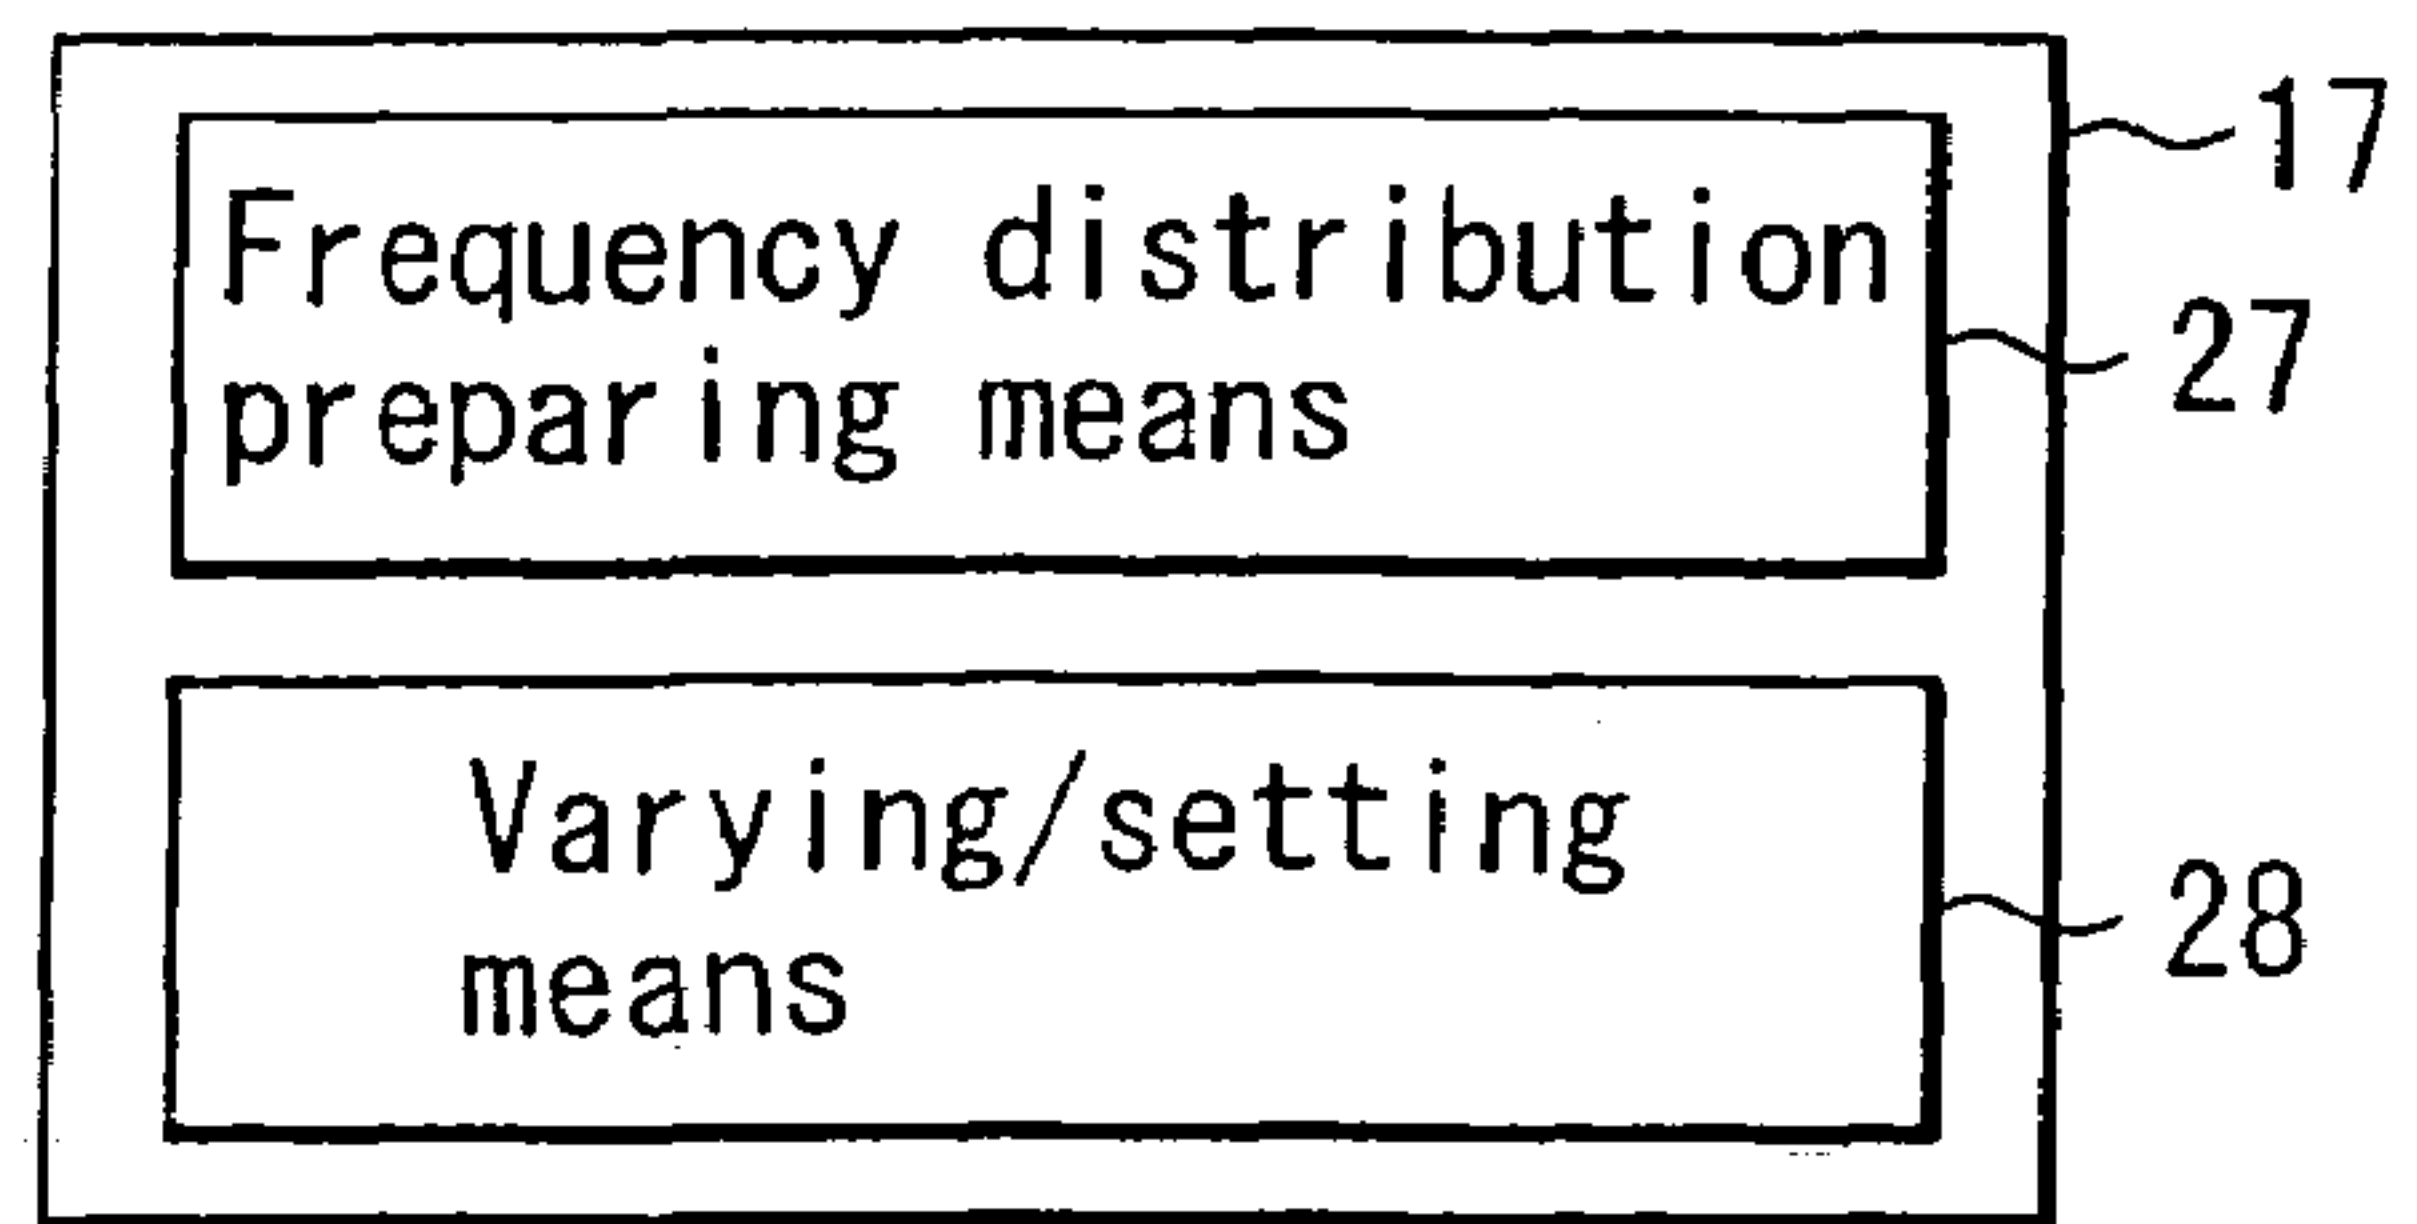 17
Frequency distribution
preparing means
27
Varying/setting
means
28